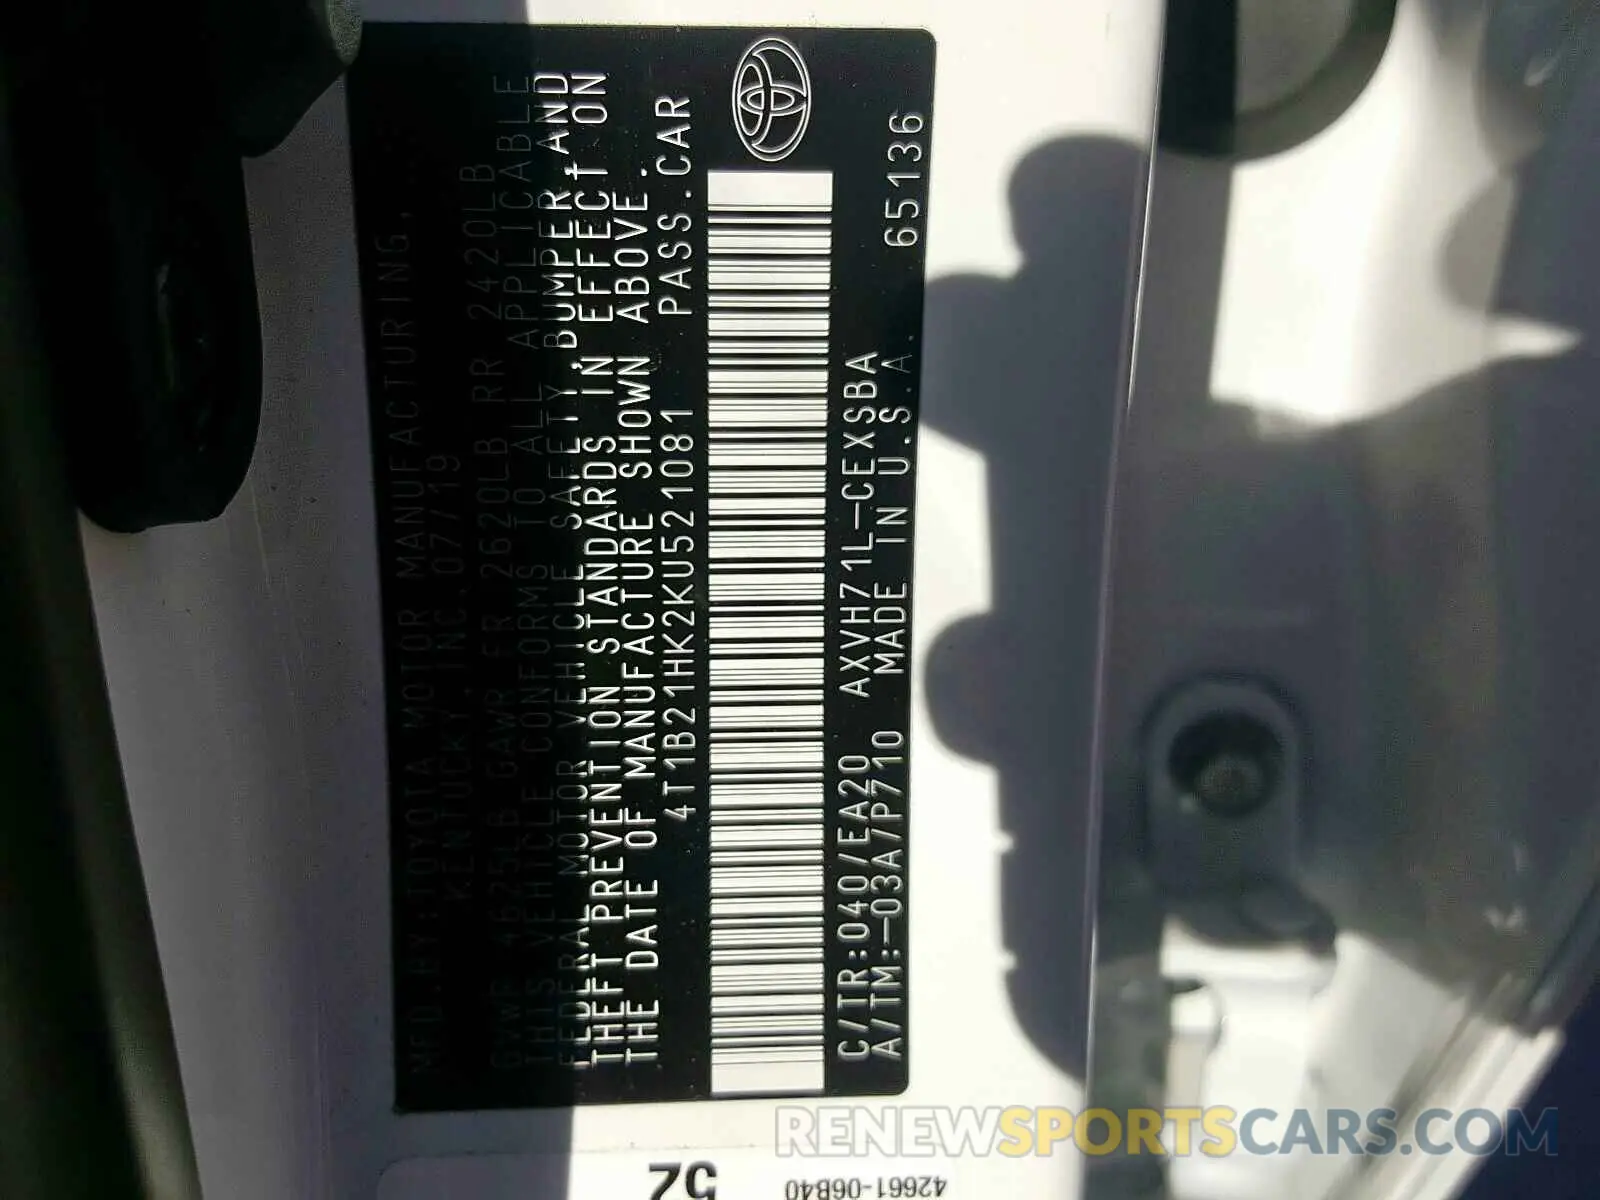 MFD.BY:TOYOTA MOTOR MANUFACTURING,
KENTUCKY,INC.07/19
GVWR 4625LB GAWR FR 2620LB RR 2420LB
THIS VEHICLE CONFORMS TO ALL APPLICABLE
FEDERAL MOTOR VEHICLE SAFETY, BUMPER, AND
THEFT PREVENTION STANDARDS IN EFFECT ON
THE DATE OF MANUFACTURE SHOWN ABOVE.
4T1B21HK2KU521081 PASS.CAR
C/TR:040/EA20 AXVH71L-CEXSBA 65136
A/TM:-03A/P710 MADE IN U.S.A.
52
42661-06B40
RENEWSPORTSCARS.COM